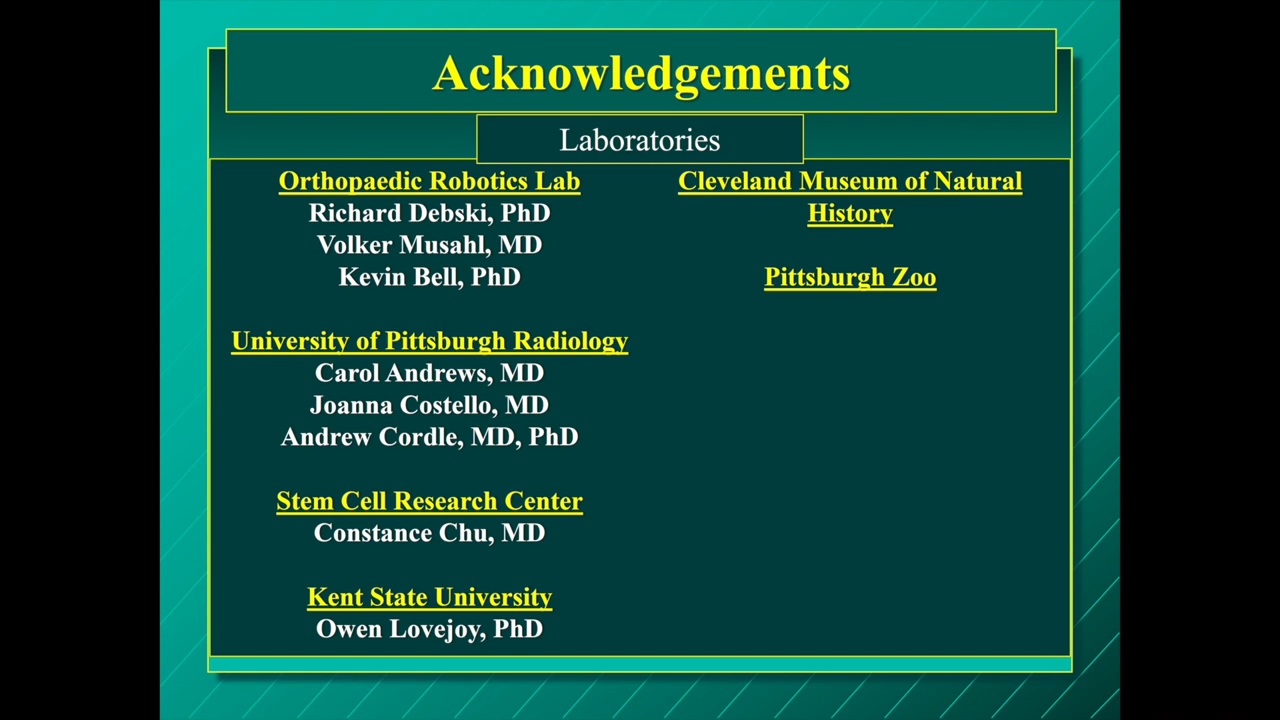 Acknowledgements
Laboratories
Orthopaedic Robotics Lab
Richard Debski, PhD
Volker Musahl, MD
Kevin Bell, PhD
University of Pittsburgh Radiology
Carol Andrews, MD
Joanna Costello, MD
Andrew Cordle, MD, PhD
Stem Cell Research Center
Constance Chu, MD
Kent State University
Owen Lovejoy, PhD
Cleveland Museum of Natural
History
Pittsburgh Zoo